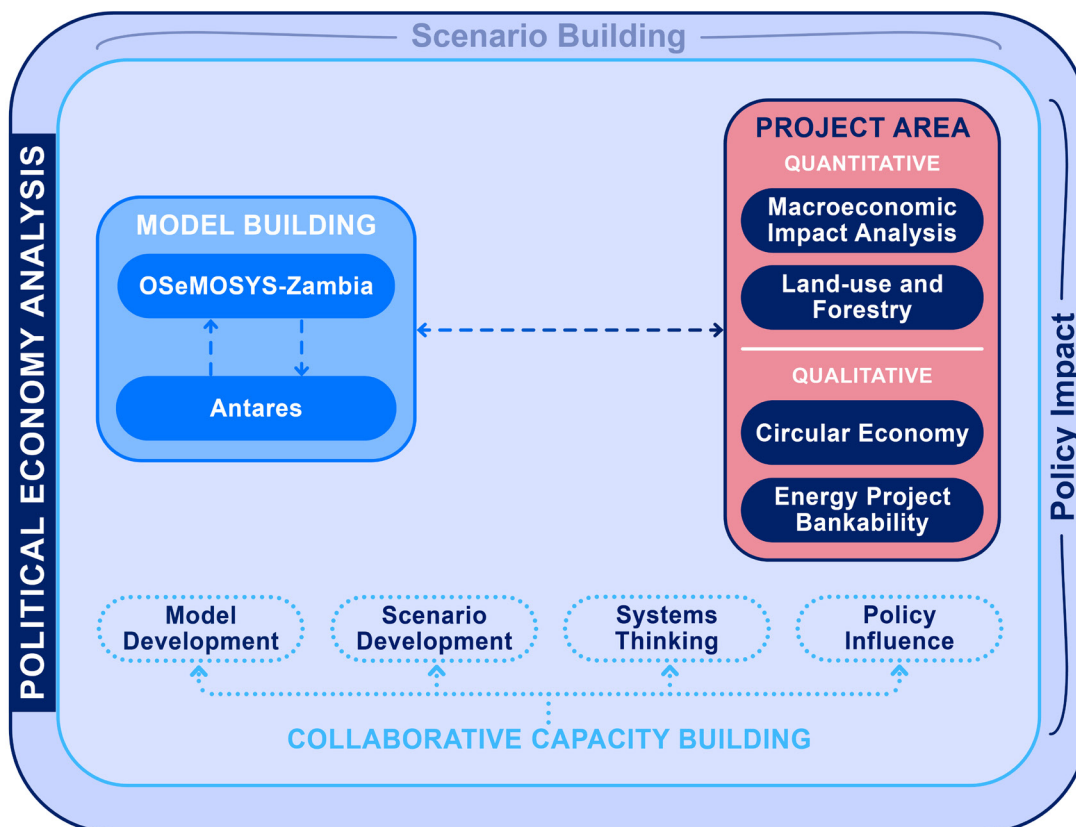 Scenario Building
POLITICAL ECONOMY ANALYSIS
MODEL BUILDING
OSeMOSYS-Zambia
Antares
PROJECT AREA
QUANTITATIVE
Macroeconomic
Impact Analysis
Land-use and
Forestry
QUALITATIVE
Circular Economy
Energy Project
Bankability
Policy Impact
Model
Development
Scenario
Development
Systems
Thinking
Policy
Influence
COLLABORATIVE CAPACITY BUILDING